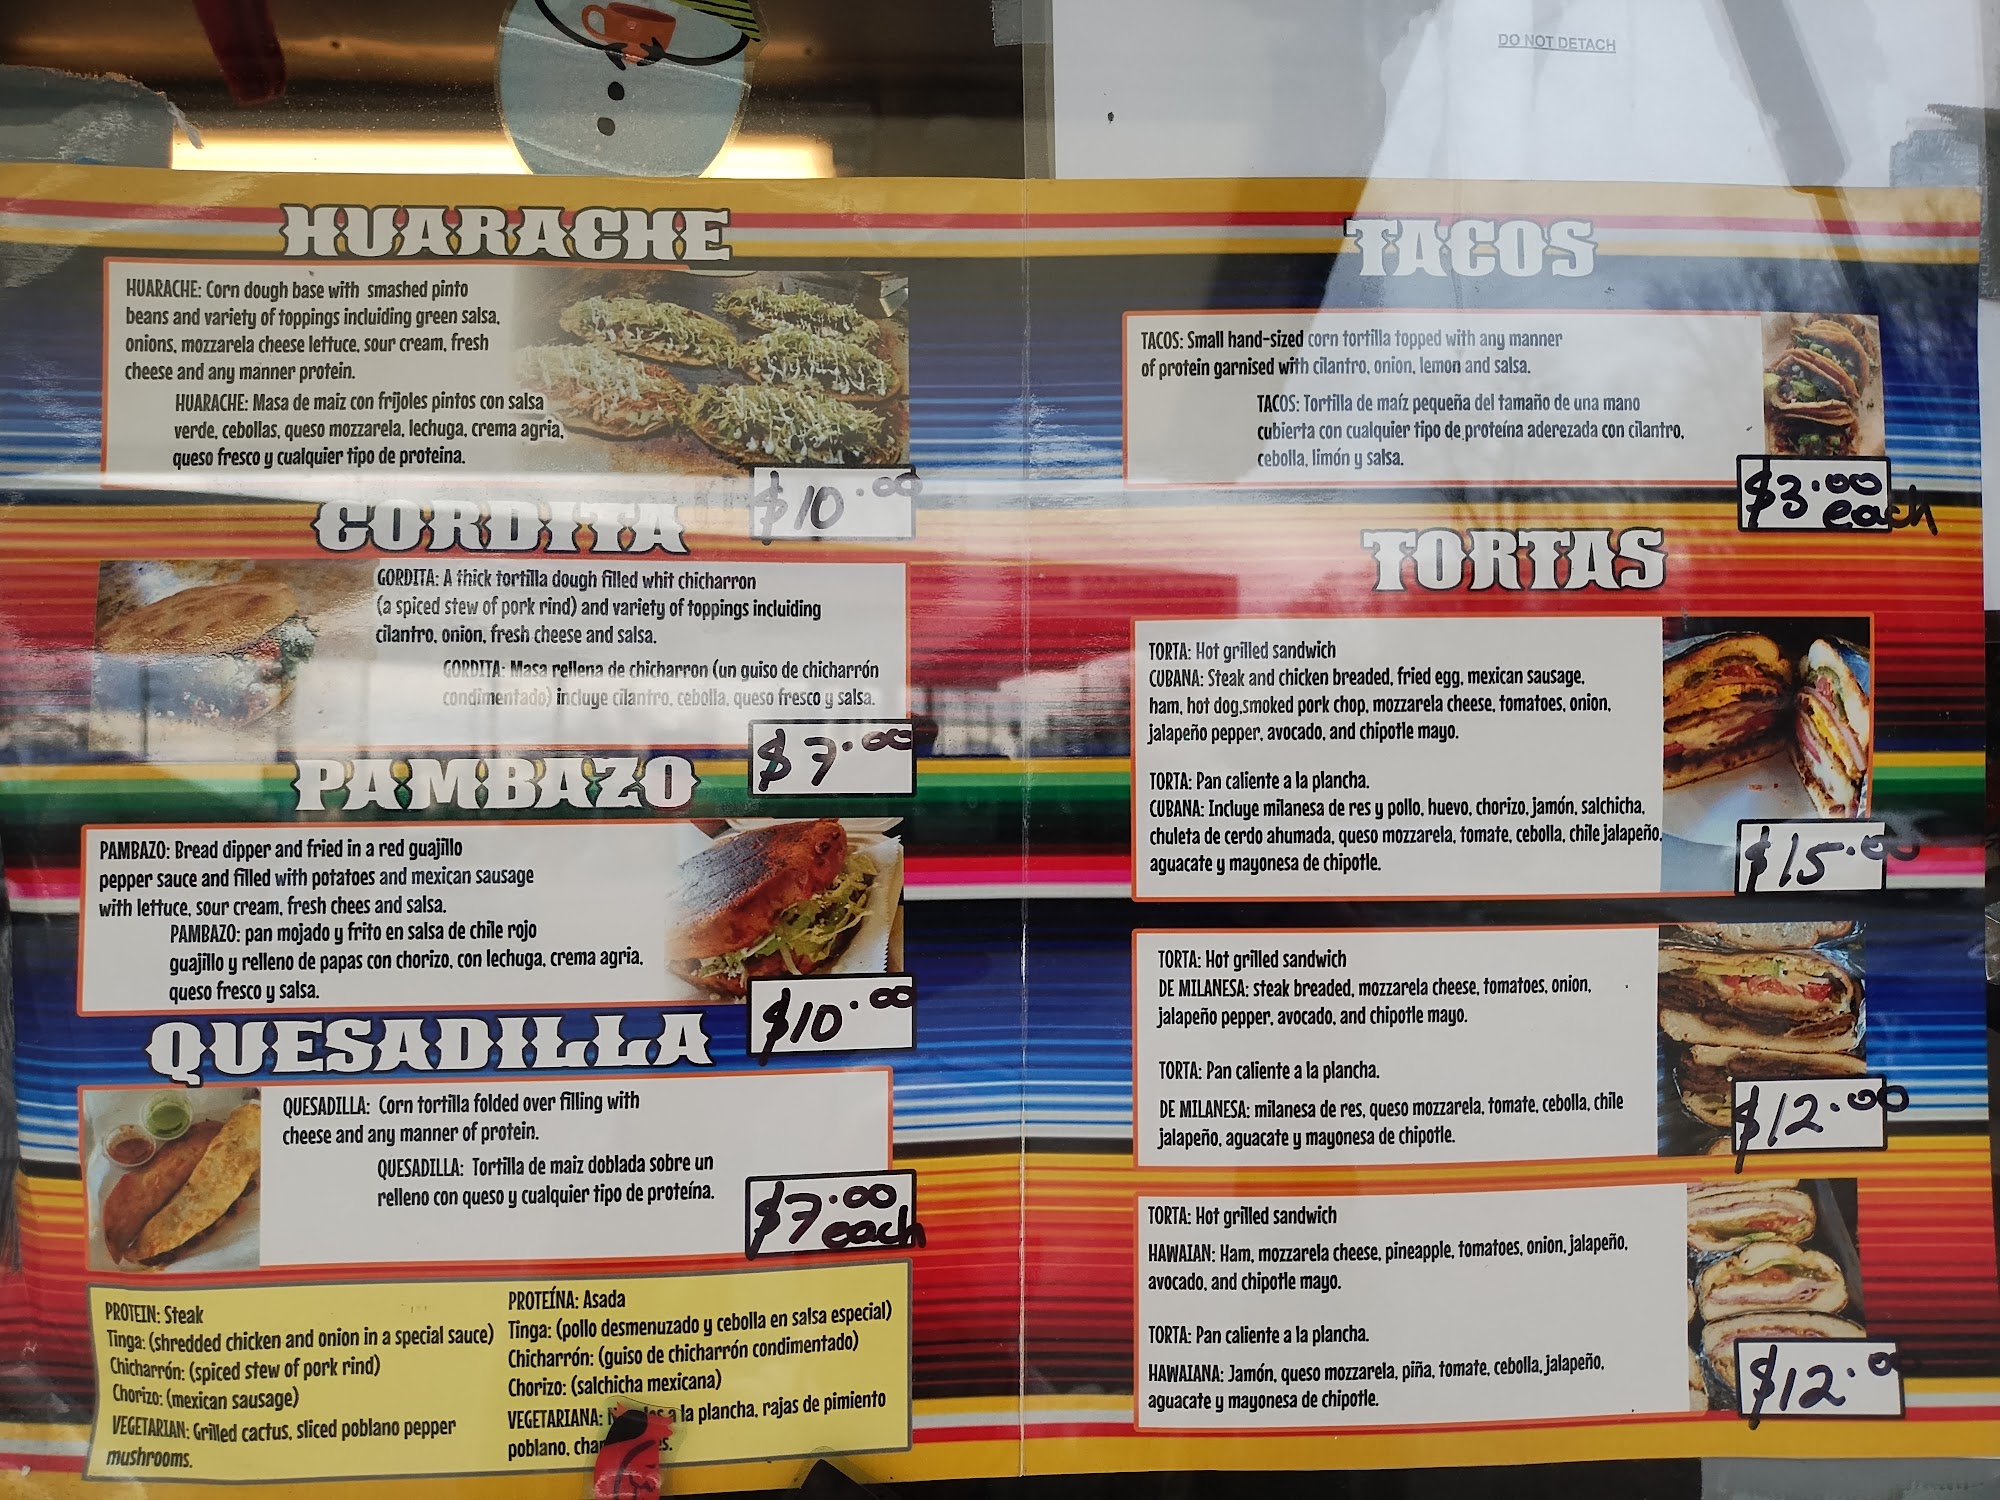 DO NOT DETACH
HUARACHE
HUARACHE: Corn dough base with smashed pinto
beans and variety of toppings incluiding green salsa,
onions, mozzarela cheese lettuce, sour cream, fresh
cheese and any manner protein.
HUARACHE: Masa de maiz con frijoles pintos con salsa
verde, cebollas, queso mozzarela, lechuga, crema agria,
queso fresco y cualquier tipo de proteina.
$10.00
GORDITA
GORDITA: A thick tortilla dough filled whit chicharron
(a spiced stew of pork rind) and variety of toppings incluiding
cilantro, onion, fresh cheese and salsa.
GORDITA: Masa rellena de chicharron (un guiso de chicharrón
condimentado) incluye cilantro, cebolla, queso fresco y salsa.
$7.00
PAMBAZO
PAMBAZO: Bread dipper and fried in a red guajillo
pepper sauce and filled with potatoes and mexican sausage
with lettuce, sour cream, fresh chees and salsa.
PAMBAZO: pan mojado y frito en salsa de chile rojo
guajillo y relleno de papas con chorizo, con lechuga, crema agria,
queso fresco y salsa.
$10.00
QUESADILLA
QUESADILLA: Corn tortilla folded over filling with
cheese and any manner of protein.
QUESADILLA: Tortilla de maiz doblada sobre un
relleno con queso y cualquier tipo de proteína.
$7.00
each
PROTEIN: Steak
Tinga: (shredded chicken and onion in a special sauce)
Chicharrón: (spiced stew of pork rind)
Chorizo: (mexican sausage)
VEGETARIAN: Grilled cactus, sliced poblano pepper
mushrooms.
PROTEÍNA: Asada
Tinga: (pollo desmenuzado y cebolla en salsa especial)
Chicharrón: (guiso de chicharrón condimentado)
Chorizo: (salchicha mexicana)
VEGETARIANA: a la plancha, rajas de pimiento
poblano,
TACOS
TACOS: Small hand-sized corn tortilla topped with any manner
of protein garnised with cilantro, onion, lemon and salsa.
TACOS: Tortilla de maíz pequeña del tamaño de una mano
cubierta con cualquier tipo de proteína aderezada con cilantro,
cebolla, limón y salsa.
$3.00
each
TORTAS
TORTA: Hot grilled sandwich
CUBANA: Steak and chicken breaded, fried egg, mexican sausage,
ham, hot dog,smoked pork chop, mozzarela cheese, tomatoes, onion,
jalapeño pepper, avocado, and chipotle mayo.
TORTA: Pan caliente a la plancha.
CUBANA: Incluye milanesa de res y pollo, huevo, chorizo, jamón, salchicha,
chuleta de cerdo ahumada, queso mozzarela, tomate, cebolla, chile jalapeño,
aguacate y mayonesa de chipotle.
$15.00
TORTA: Hot grilled sandwich
DE MILANESA: steak breaded, mozzarela cheese, tomatoes, onion,
jalapeño pepper, avocado, and chipotle mayo.
TORTA: Pan caliente a la plancha.
DE MILANESA: milanesa de res, queso mozzarela, tomate, cebolla, chile
jalapeño, aguacate y mayonesa de chipotle.
$12.00
TORTA: Hot grilled sandwich
HAWAIAN: Ham, mozzarela cheese, pineapple, tomatoes, onion, jalapeño,
avocado, and chipotle mayo.
TORTA: Pan caliente a la plancha.
HAWAIANA: Jamón, queso mozzarela, piña, tomate, cebolla, jalapeño,
aguacate y mayonesa de chipotle.
$12.00